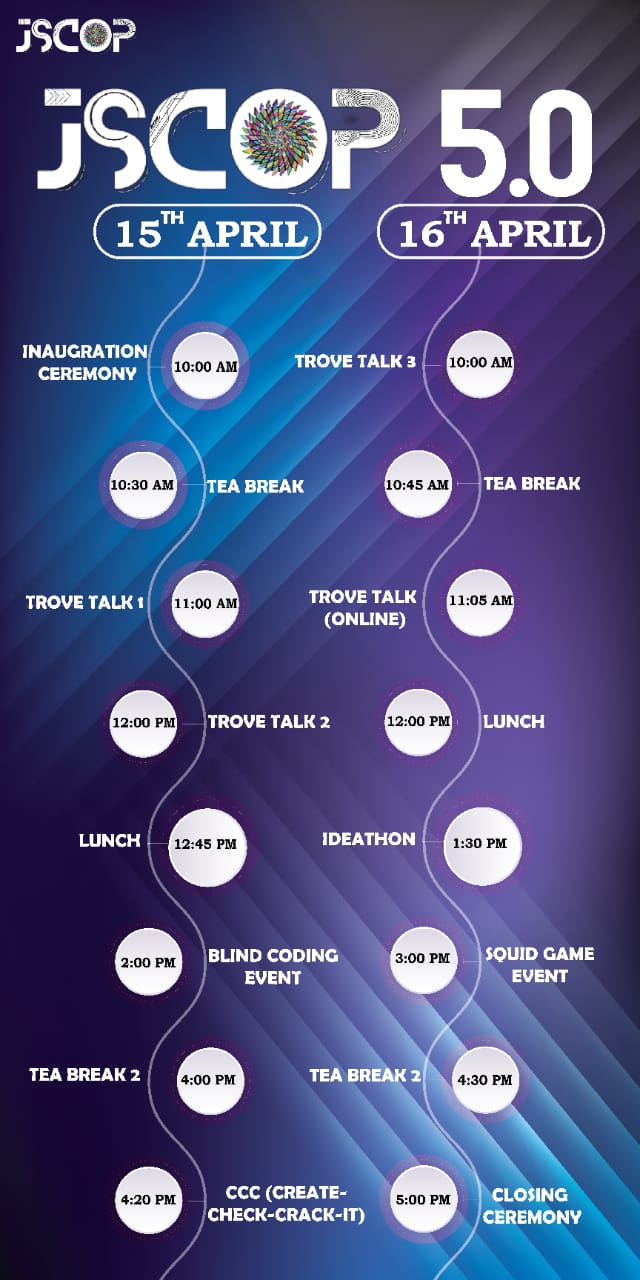 JSCOP
JSCOP 5.0
15TH APRIL
INAUGRATION
CEREMONY
10:00 AM
10:30 AM
TEA BREAK
TROVE TALK 1
11:00 AM
12:00 PM
TROVE TALK 2
LUNCH
12:45 PM
2:00 PM
BLIND CODING
EVENT
TEA BREAK 2
4:00 PM
4:20 PM
CCC (CREATE-
CHECK-CRACK-IT)
16TH APRIL
TROVE TALK 3
10:00 AM
10:45 AM
TEA BREAK
TROVE TALK
(ONLINE)
11:05 AM
12:00 PM
LUNCH
IDEATHON
1:30 PM
3:00 PM
SQUID GAME
EVENT
TEA BREAK 2
4:30 PM
5:00 PM
CLOSING
CEREMONY